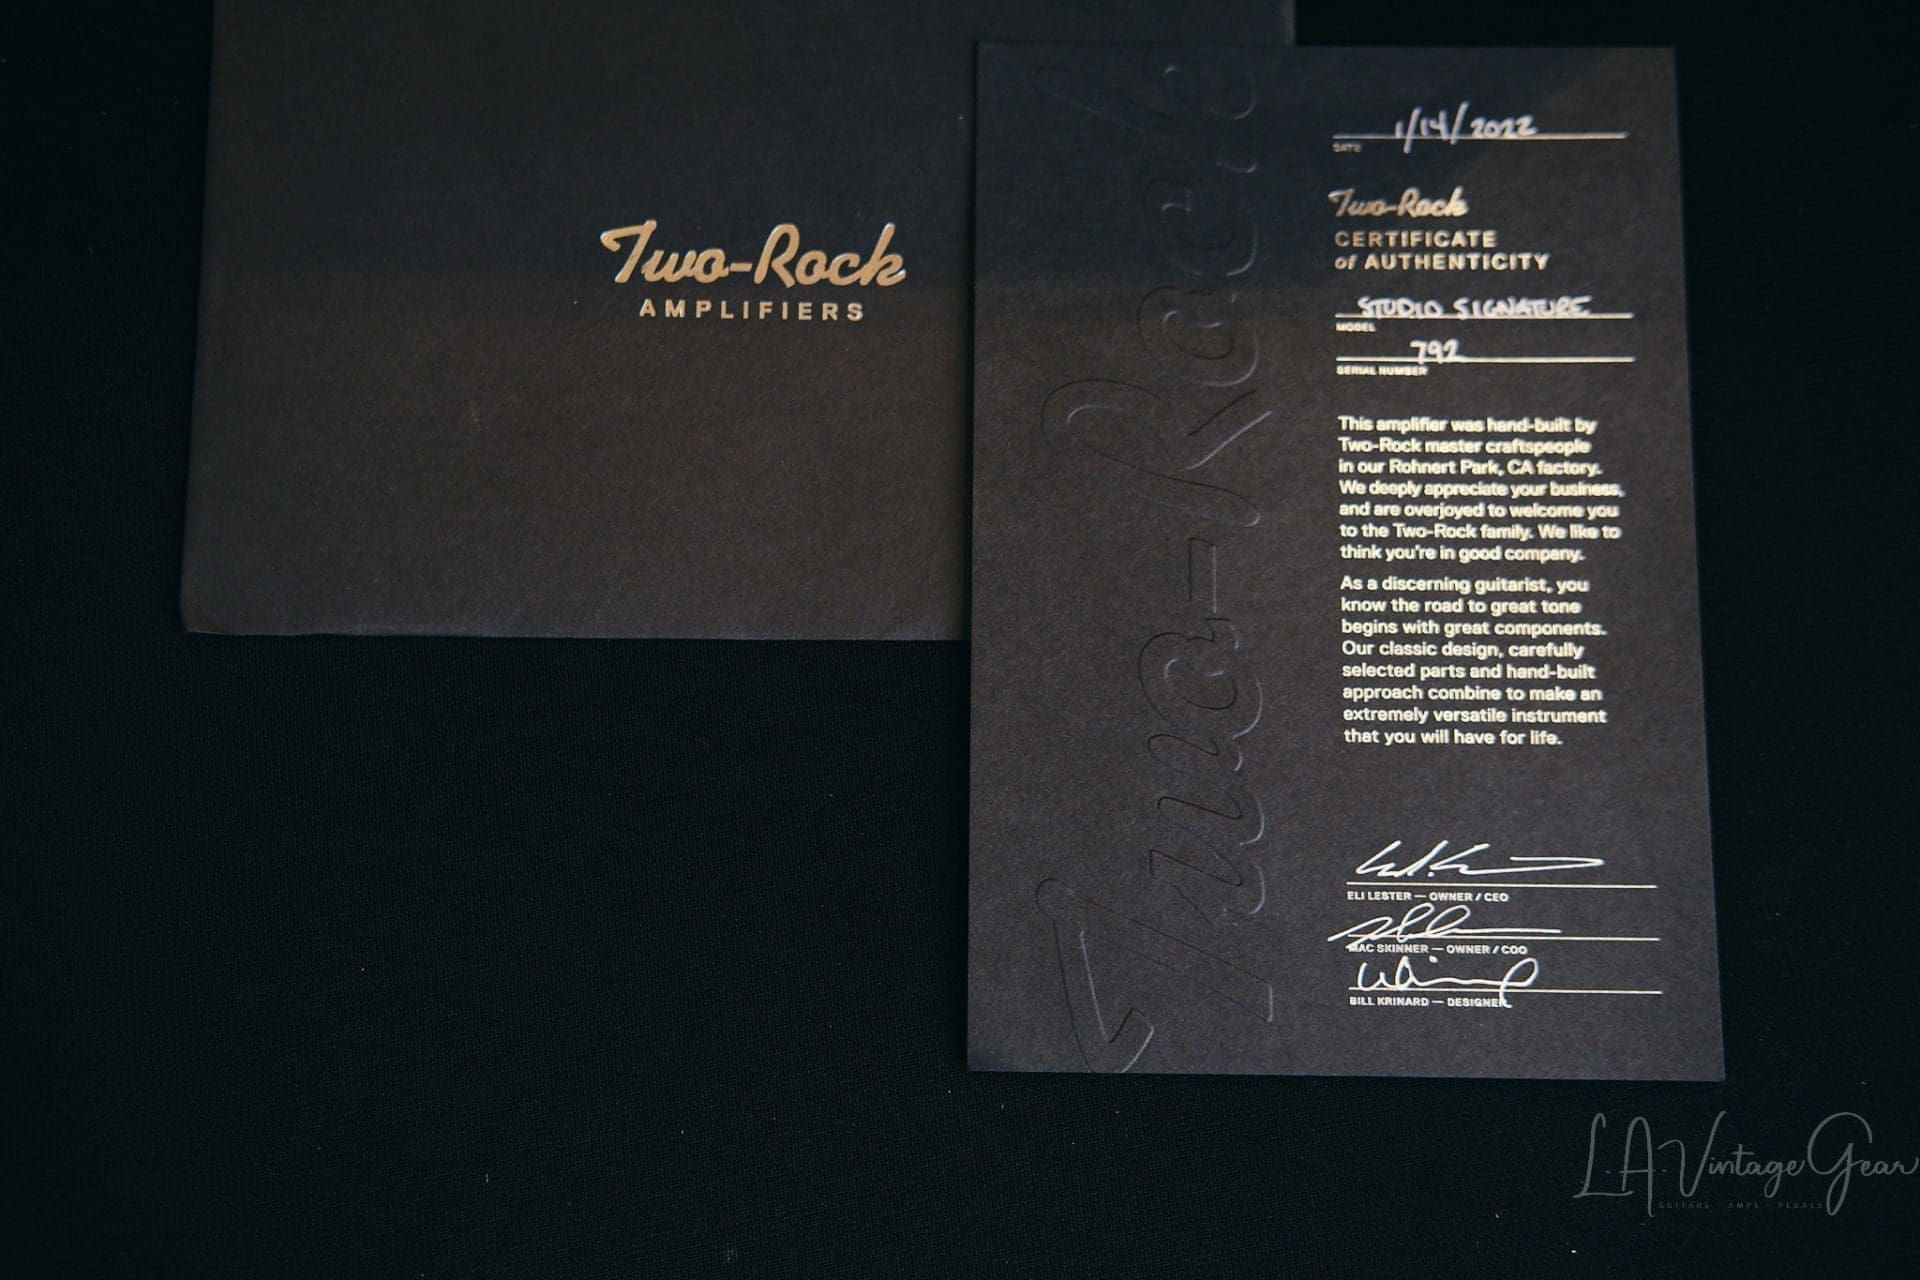 Two-Rock
AMPLIFIERS
1/14/2022
DATE
Two-Rock
CERTIFICATE
of AUTHENTICITY
STUDIO SIGNATURE
MODEL
792
SERIAL NUMBER
This amplifier was hand-built by
Two-Rock master craftspeople
in our Rohnert Park, CA factory.
We deeply appreciate your business,
and are overjoyed to welcome you
to the Two-Rock family. We like to
think you're in good company.
As a discerning guitarist, you
know the road to great tone
begins with great components.
Our classic design, carefully
selected parts and hand-built
approach combine to make an
extremely versatile instrument
that you will have for life.
ELI LESTER — OWNER / CEO
MAC SKINNER — OWNER / COO
BILL KRINARD — DESIGNER
Two-Rock
L.A. Vintage Gear
GUITARS · AMPS · PEDALS